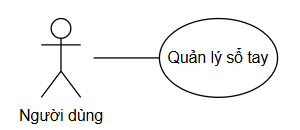 Quản lý sổ tay
Người dùng